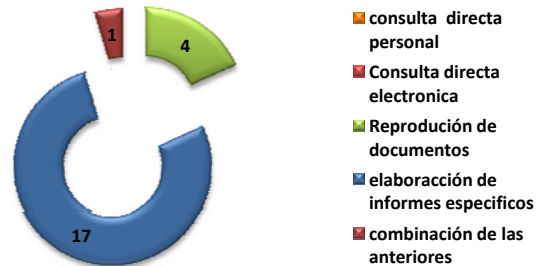 1
4
17
consulta directa
personal
Consulta directa
electronica
Reprodución de
documentos
elaboracción de
informes especificos
combinación de las
anteriores